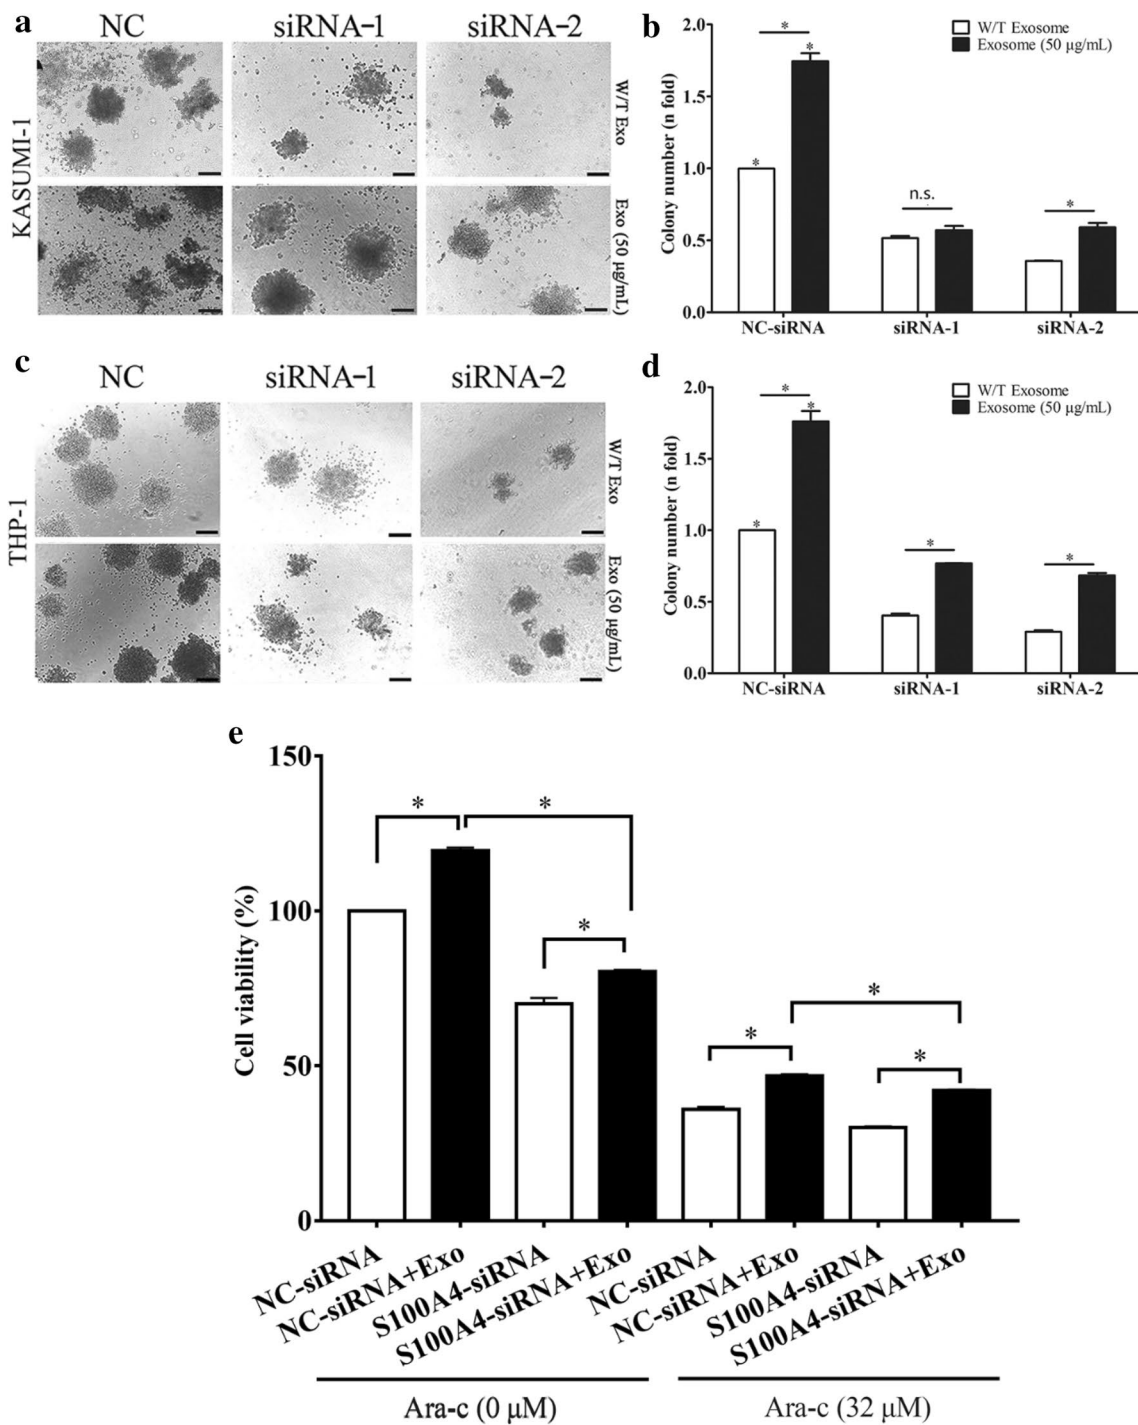 a
NC siRNA-1 siRNA-2
KASUMI-1
W/T Exo
Exo (50 μg/mL)
b
W/T Exosome
Exosome (50 μg/mL)
Colony number (n fold)
2.0
1.5
1.0
0.5
0.0
* *
*
n.s.
*
NC-siRNA siRNA-1 siRNA-2
c
NC siRNA-1 siRNA-2
THP-1
W/T Exo
Exo (50 μg/mL)
d
W/T Exosome
Exosome (50 μg/mL)
Colony number (n fold)
2.0
1.5
1.0
0.5
0.0
* *
*
*
*
NC-siRNA siRNA-1 siRNA-2
e
Cell viability (%)
150
100
50
0
* *
*
*
*
*
NC-siRNA
NC-siRNA+Exo
S100A4-siRNA
S100A4-siRNA+Exo
NC-siRNA
NC-siRNA+Exo
S100A4-siRNA
S100A4-siRNA+Exo
Ara-c (0 μM) Ara-c (32 μM)